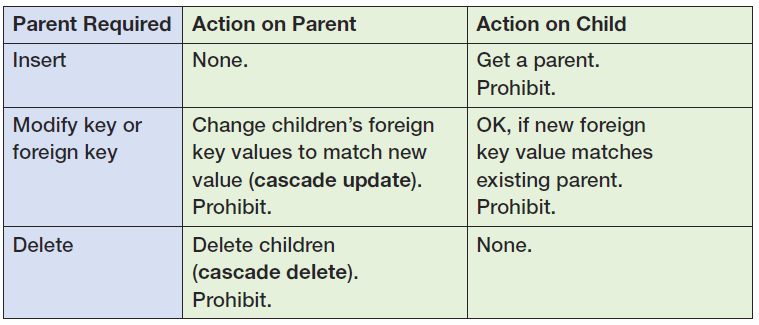 Parent Required Action on Parent Action on Child
Insert None. Get a parent.
Prohibit.
Modify key or Change children’s foreign OK, if new foreign
foreign key key values to match new key value matches
value (cascade update). existing parent.
Prohibit. Prohibit.
Delete Delete children None.
(cascade delete).
Prohibit.